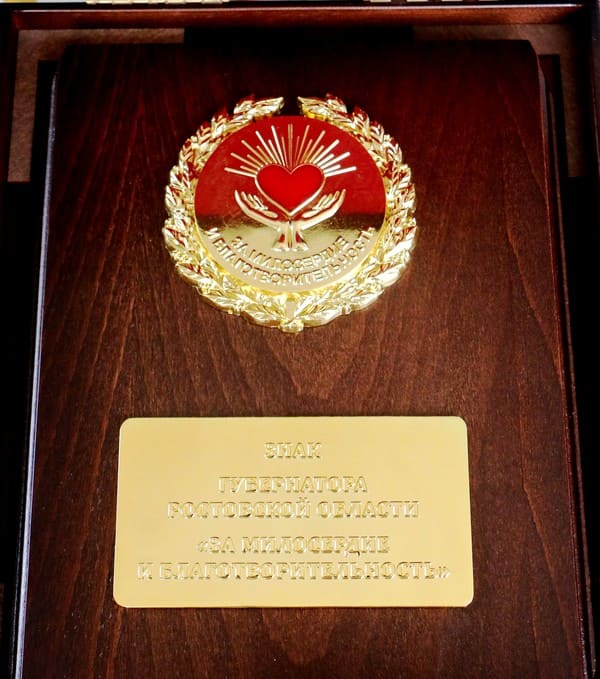 ЗА МИЛОСЕРДИЕ
И БЛАГОТВОРИТЕЛЬНОСТЬ
ЗНАК
ГУБЕРНАТОРА
РОСТОВСКОЙ ОБЛАСТИ
«ЗА МИЛОСЕРДИЕ
И БЛАГОТВОРИТЕЛЬНОСТЬ»